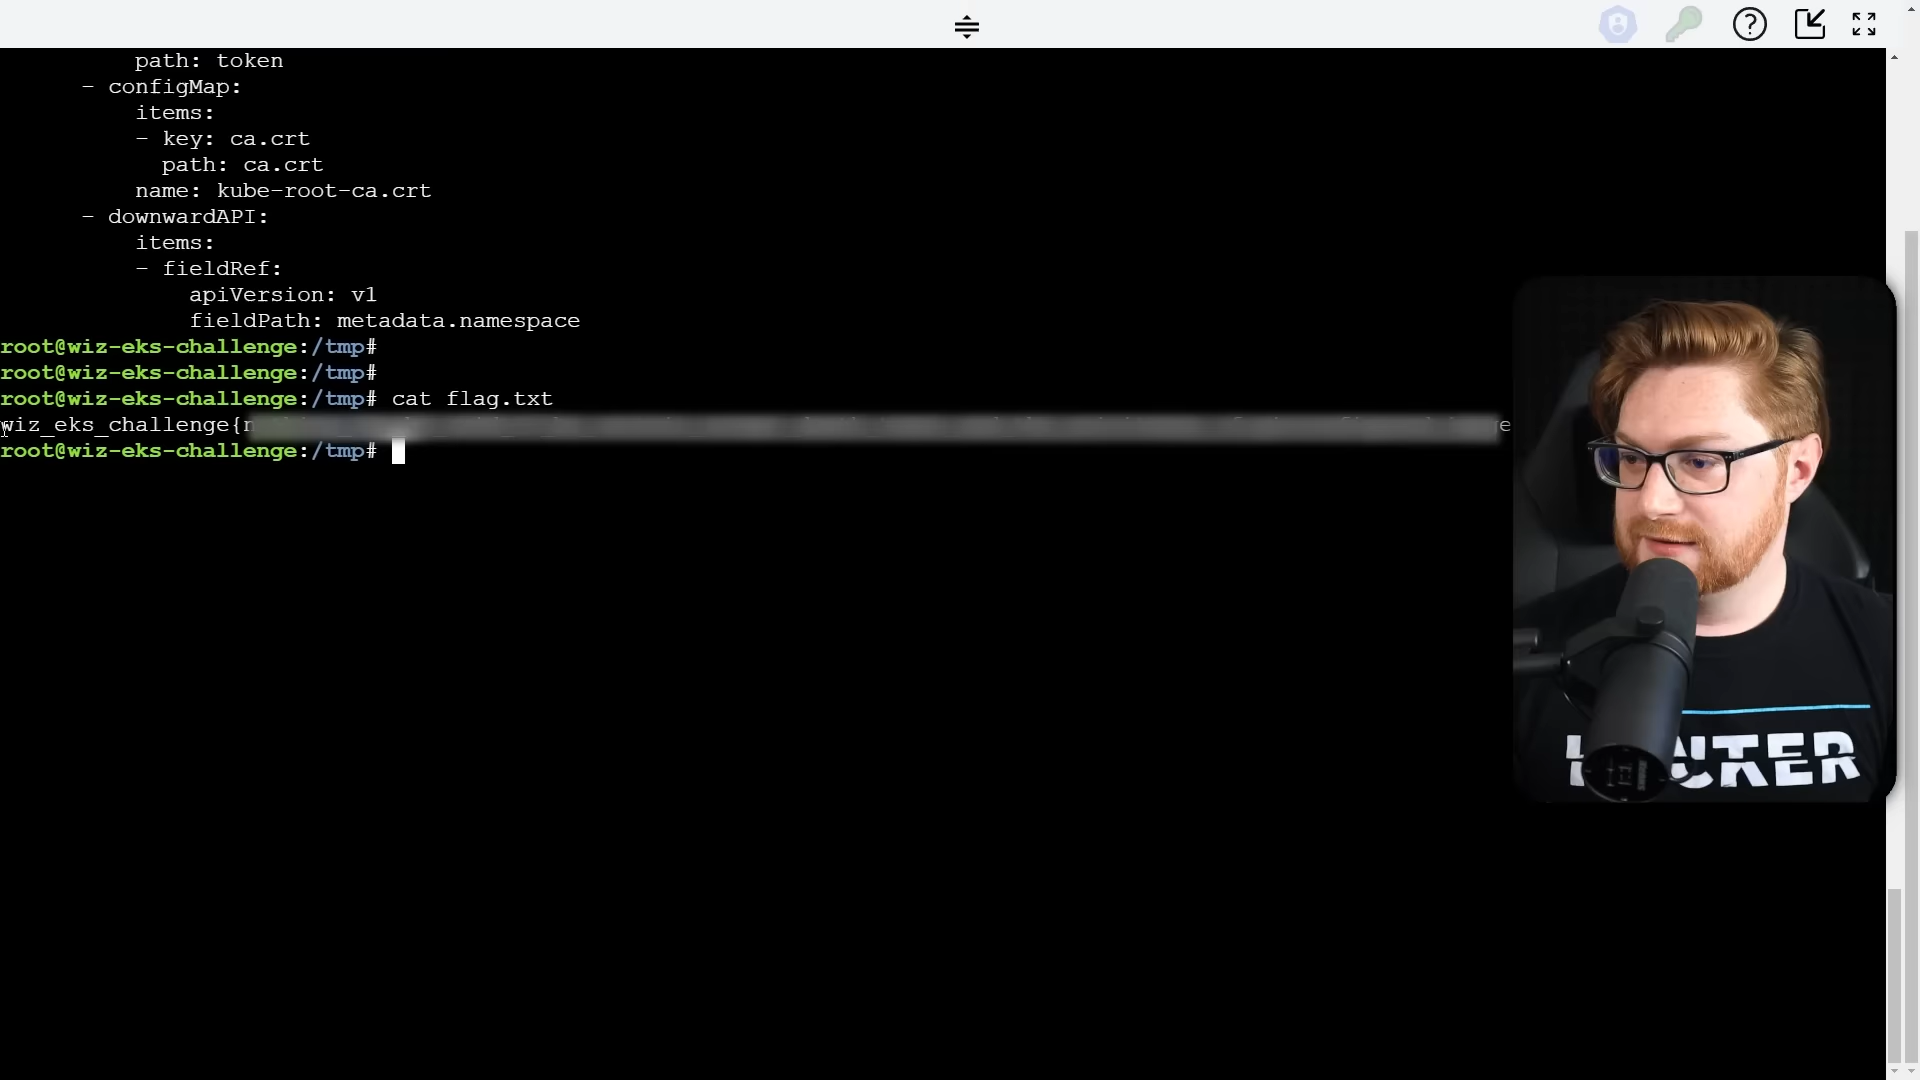 path: token
- configMap:
items:
- key: ca.crt
path: ca.crt
name: kube-root-ca.crt
- downwardAPI:
items:
- fieldRef:
apiVersion: v1
fieldPath: metadata.namespace
root@wiz-eks-challenge:/tmp#
root@wiz-eks-challenge:/tmp#
root@wiz-eks-challenge:/tmp# cat flag.txt
wiz_eks_challenge{
root@wiz-eks-challenge:/tmp#
HACKER